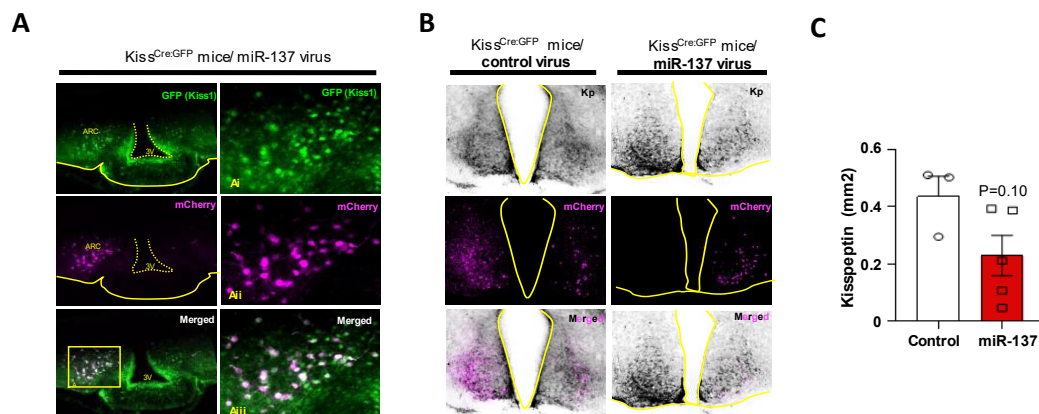 A
Kiss^Cre:GFP mice/ miR-137 virus
GFP (Kiss1)
ARC
3V
GFP (Kiss1)
Ai
mCherry
ARC
3V
mCherry
Aii
Merged
3V
Merged
Aiii
B
Kiss^Cre:GFP mice/
control virus
Kiss^Cre:GFP mice/
miR-137 virus
Kp
Kp
mCherry
mCherry
Merged
Merged
C
Kisspeptin (mm2)
0.6
0.4
0.2
0
P=0.10
Control
miR-137